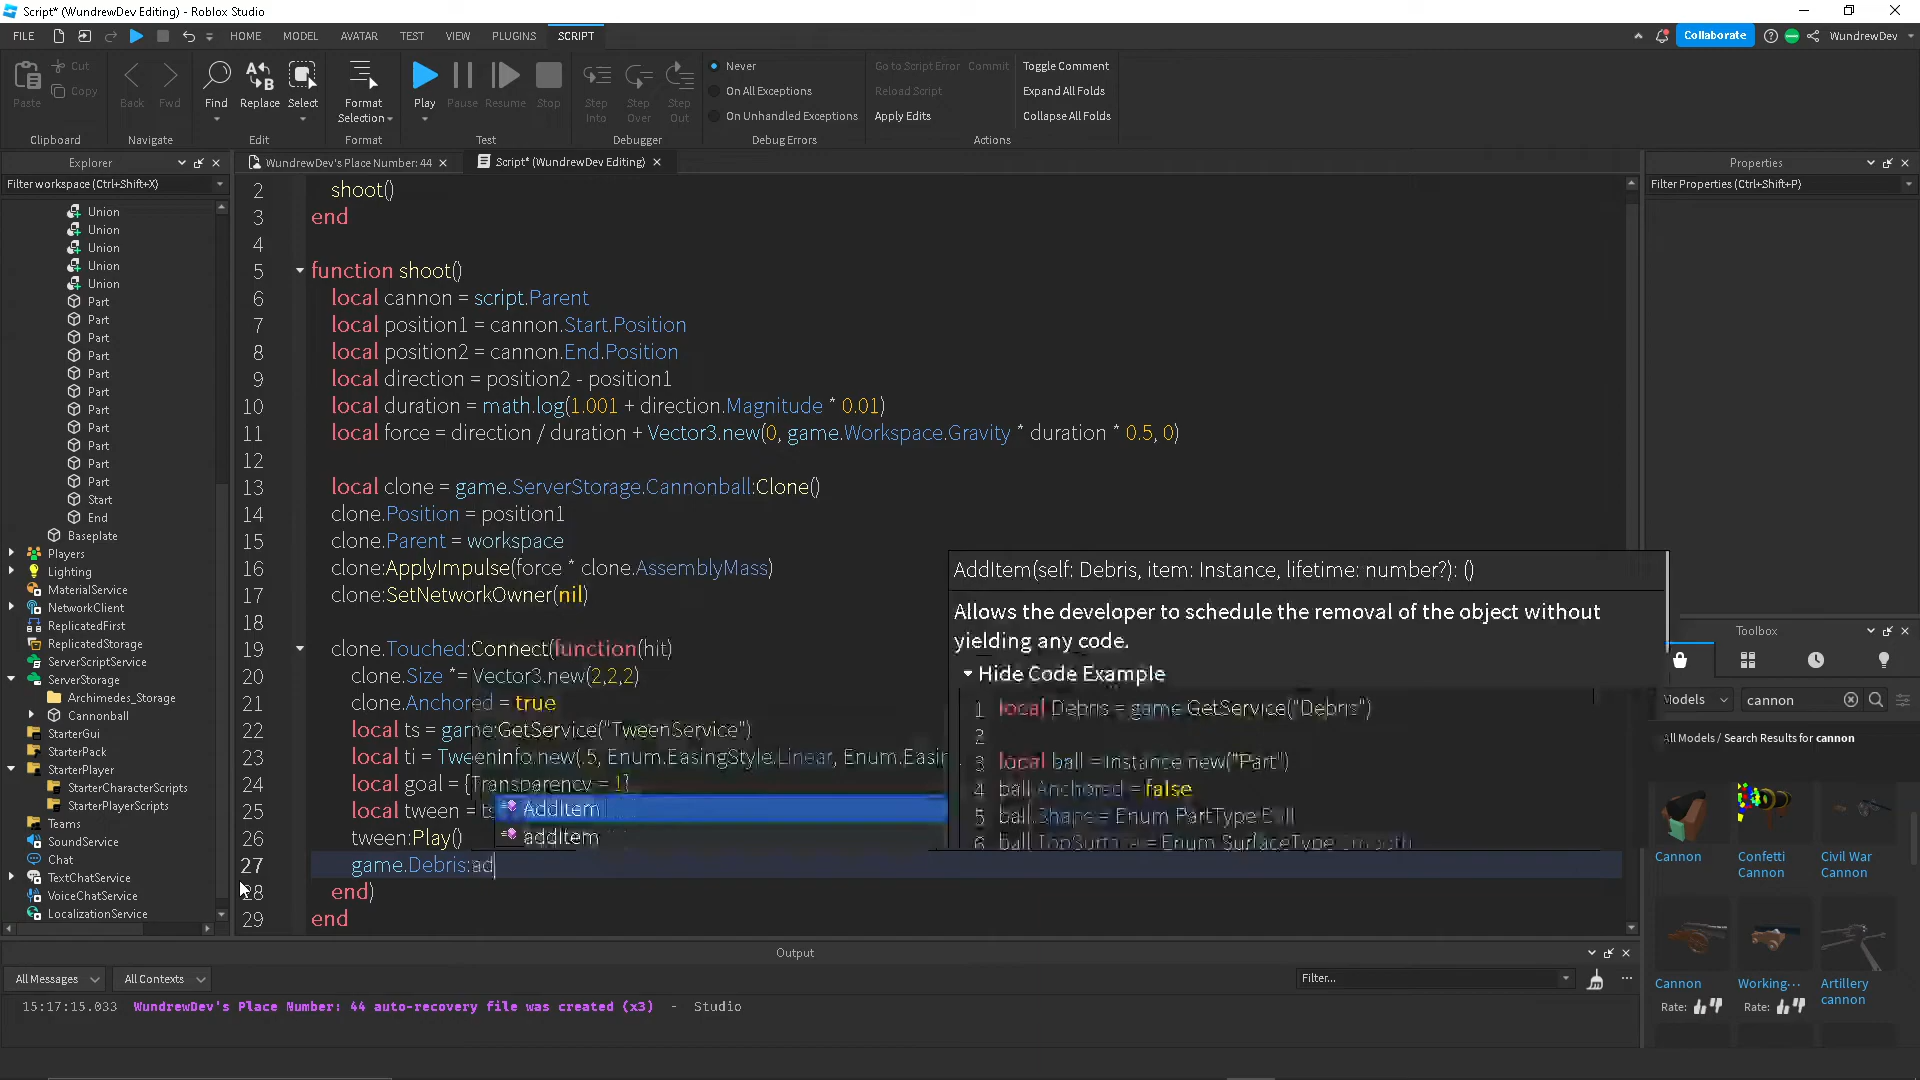 Script* (WundrewDev Editing) - Roblox Studio
FILE HOME MODEL AVATAR TEST VIEW PLUGINS SCRIPT Collaborate WundrewDev
Paste Cut Copy
Back Fwd
Find Replace Select
Format Selection
Play Pause Resume Stop
Step Into Step Over Step Out
Never
On All Exceptions
On Unhandled Exceptions
Go to Script Error Commit
Reload Script
Apply Edits
Toggle Comment
Expand All Folds
Collapse All Folds
Clipboard Navigate Edit Format Test Debugger Debug Errors Actions
Explorer
Filter workspace (Ctrl+Shift+X)
Union
Union
Union
Union
Union
Part
Part
Part
Part
Part
Part
Part
Part
Part
Part
Part
Start
End
Baseplate
Players
Lighting
MaterialService
NetworkClient
ReplicatedFirst
ReplicatedStorage
ServerScriptService
ServerStorage
Archimedes_Storage
Cannonball
StarterGui
StarterPack
StarterPlayer
StarterCharacterScripts
StarterPlayerScripts
Teams
SoundService
Chat
TextChatService
VoiceChatService
LocalizationService
WundrewDev's Place Number: 44
Script* (WundrewDev Editing)
2 shoot()
3 end
4
5 function shoot()
6 local cannon = script.Parent
7 local position1 = cannon.Start.Position
8 local position2 = cannon.End.Position
9 local direction = position2 - position1
10 local duration = math.log(1.001 + direction.Magnitude * 0.01)
11 local force = direction / duration + Vector3.new(0, game.Workspace.Gravity * duration * 0.5, 0)
12
13 local clone = game.ServerStorage.Cannonball:Clone()
14 clone.Position = position1
15 clone.Parent = workspace
16 clone:ApplyImpulse(force * clone.AssemblyMass)
17 clone:SetNetworkOwner(nil)
18
19 clone.Touched:Connect(function(hit)
20 clone.Size *= Vector3.new(2,2,2)
21 clone.Anchored = true
22 local ts = game:GetService("TweenService")
23 local ti = TweenInfo.new(.5, Enum.EasingStyle.Linear, Enum.Easin
24 local goal = {Transparency = 1}
25 local tween = ts
26 tween:Play()
27 game.Debris:ad
28 end)
29 end
AddItem
addItem
AddItem(self: Debris, item: Instance, lifetime: number?): ()
Allows the developer to schedule the removal of the object without
yielding any code.
Hide Code Example
1 local Debris = game:GetService("Debris")
2
3 local ball = Instance.new("Part")
4 ball.Anchored = false
5 ball.Shape = Enum.PartType.Ball
6 ball.TopSurface = Enum.SurfaceType.Smooth
Properties
Filter Properties (Ctrl+Shift+P)
Toolbox
Models cannon
All Models / Search Results for cannon
Cannon
Confetti Cannon
Civil War Cannon
Cannon
Working...
Artillery cannon
Rate: Rate:
Output
All Messages All Contexts Filter...
15:17:15.033 WundrewDev's Place Number: 44 auto-recovery file was created (x3) - Studio